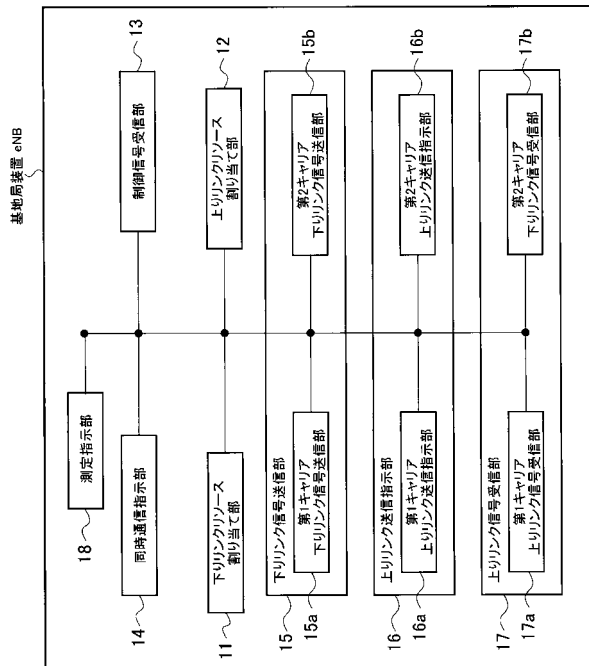 基地局装置 eNB
測定指示部
18
同時通信指示部
14
制御信号受信部
13
下りリンクリソース
割り当て部
11
上りリンクリソース
割り当て部
12
下りリンク信号送信部
15
第1キャリア
下りリンク信号送信部
15a
第2キャリア
下りリンク信号送信部
15b
上りリンク送信指示部
16
第1キャリア
上りリンク送信指示部
16a
第2キャリア
上りリンク送信指示部
16b
上りリンク信号受信部
17
第1キャリア
上りリンク信号受信部
17a
第2キャリア
下りリンク信号受信部
17b